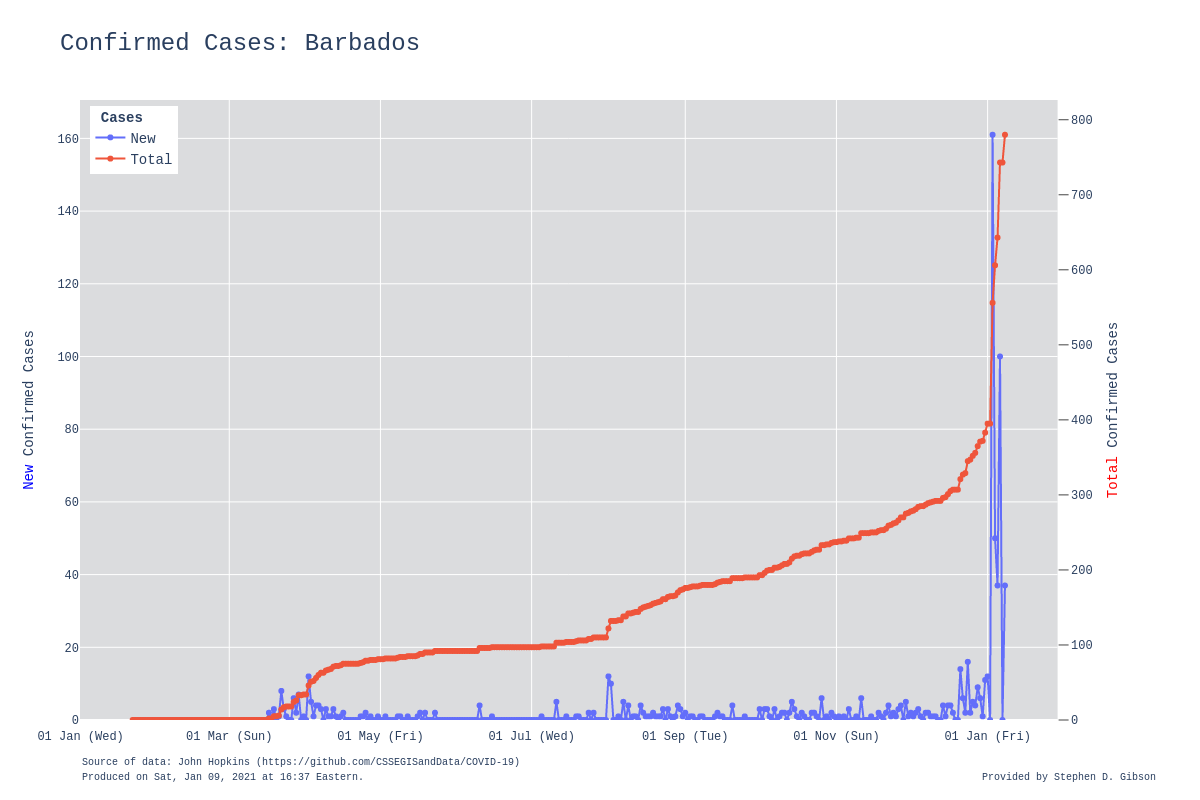 Confirmed Cases: Barbados
Cases
New
Total
160
140
120
100
80
60
40
20
0
New Confirmed Cases
800
700
600
500
400
300
200
100
0
Total Confirmed Cases
01 Jan (Wed)
01 Mar (Sun)
01 May (Fri)
01 Jul (Wed)
01 Sep (Tue)
01 Nov (Sun)
01 Jan (Fri)
Source of data: John Hopkins (https://github.com/CSSEGISandData/COVID-19)
Produced on Sat, Jan 09, 2021 at 16:37 Eastern.
Provided by Stephen D. Gibson